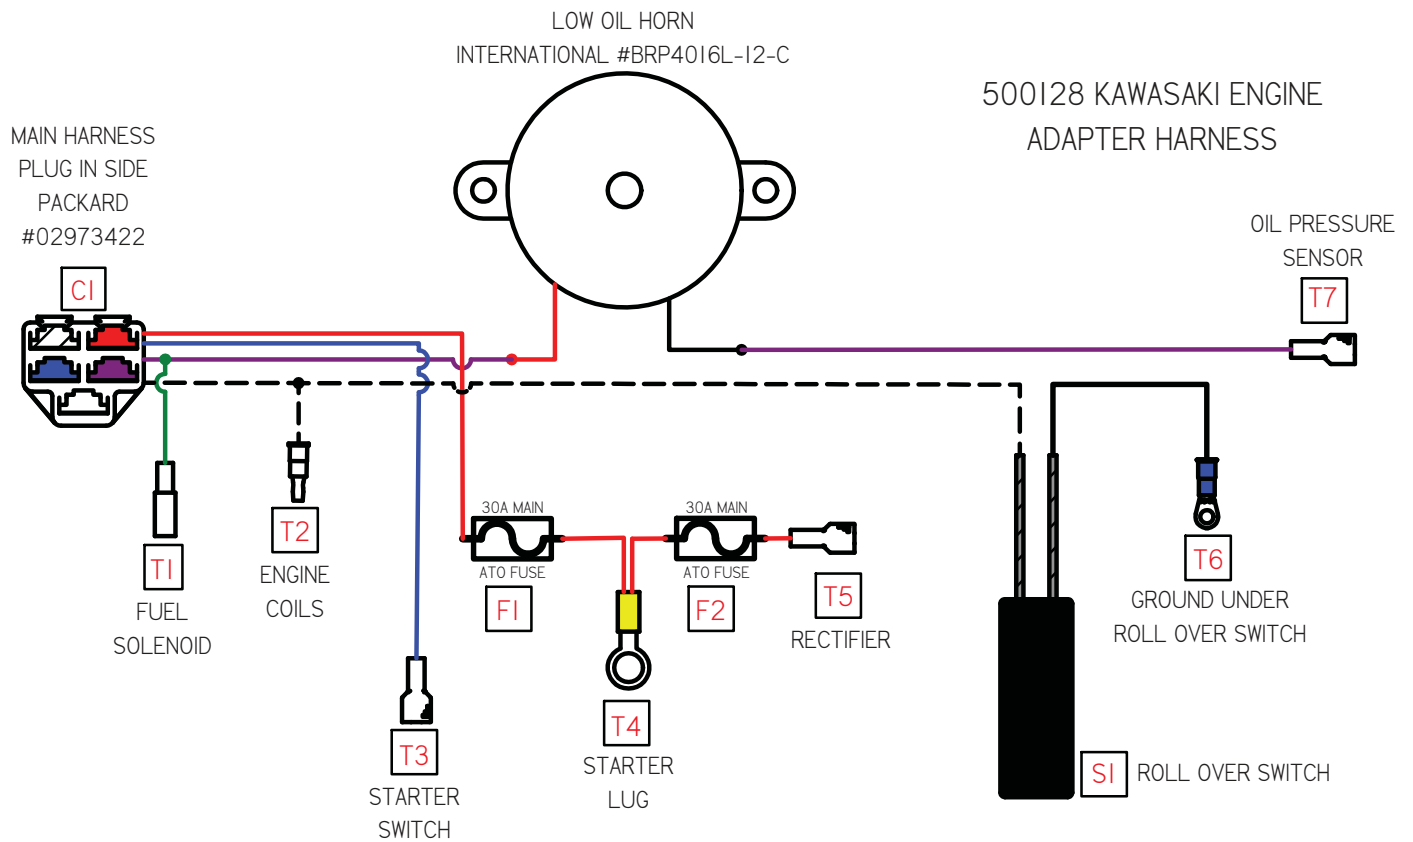 LOW OIL HORN
INTERNATIONAL #BRP4016L-12-C
500128 KAWASAKI ENGINE
ADAPTER HARNESS
MAIN HARNESS
PLUG IN SIDE
PACKARD
#02973422
C1
OIL PRESSURE
SENSOR
T7
T1
FUEL
SOLENOID
T2
ENGINE
COILS
T3
STARTER
SWITCH
30A MAIN
ATO FUSE
F1
T4
STARTER
LUG
30A MAIN
ATO FUSE
F2
T5
RECTIFIER
T6
GROUND UNDER
ROLL OVER SWITCH
S1
ROLL OVER SWITCH